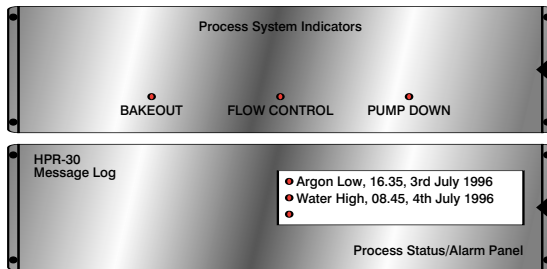 Process System Indicators
BAKEOUT FLOW CONTROL PUMP DOWN
HPR-30
Message Log
Argon Low, 16.35, 3rd July 1996
Water High, 08.45, 4th July 1996
Process Status/Alarm Panel